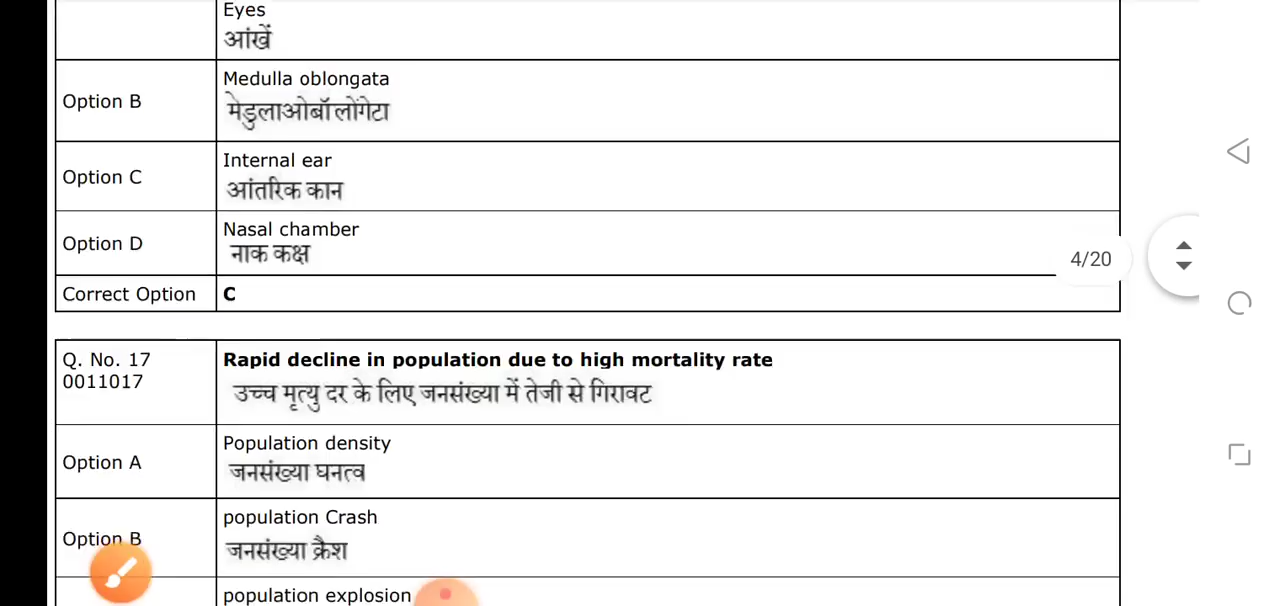 Eyes
आंखें
Option B
Medulla oblongata
मेडुलाओबॉलोंगेटा
Option C
Internal ear
आंतरिक कान
Option D
Nasal chamber
नाक कक्ष
4/20
Correct Option
C
Q. No. 17
0011017
Rapid decline in population due to high mortality rate
उच्च मृत्यु दर के लिए जनसंख्या में तेजी से गिरावट
Option A
Population density
जनसंख्या घनत्व
Option B
population Crash
जनसंख्या क्रैश
population explosion